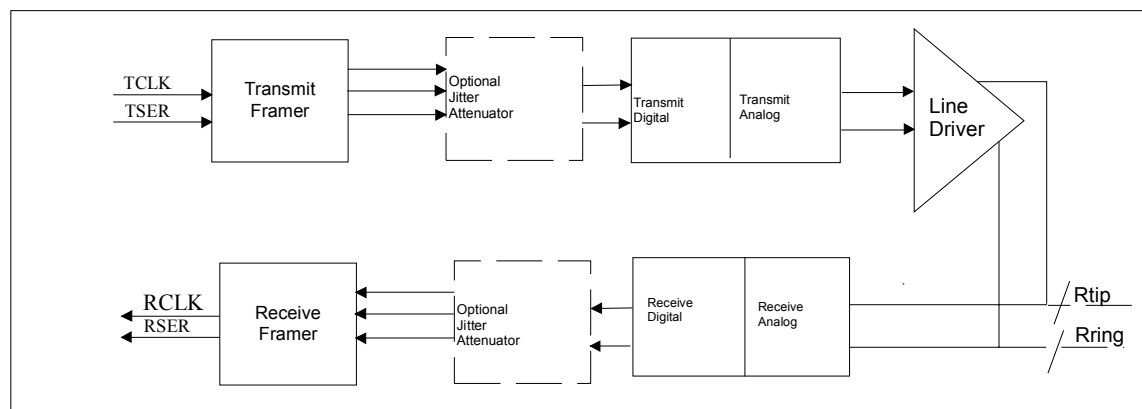 TCLK
TSER
Transmit
Framer
Optional
Jitter
Attenuator
Transmit
Digital
Transmit
Analog
Line
Driver
RCLK
RSER
Receive
Framer
Optional
Jitter
Attenuator
Receive
Digital
Receive
Analog
Rtip
Rring